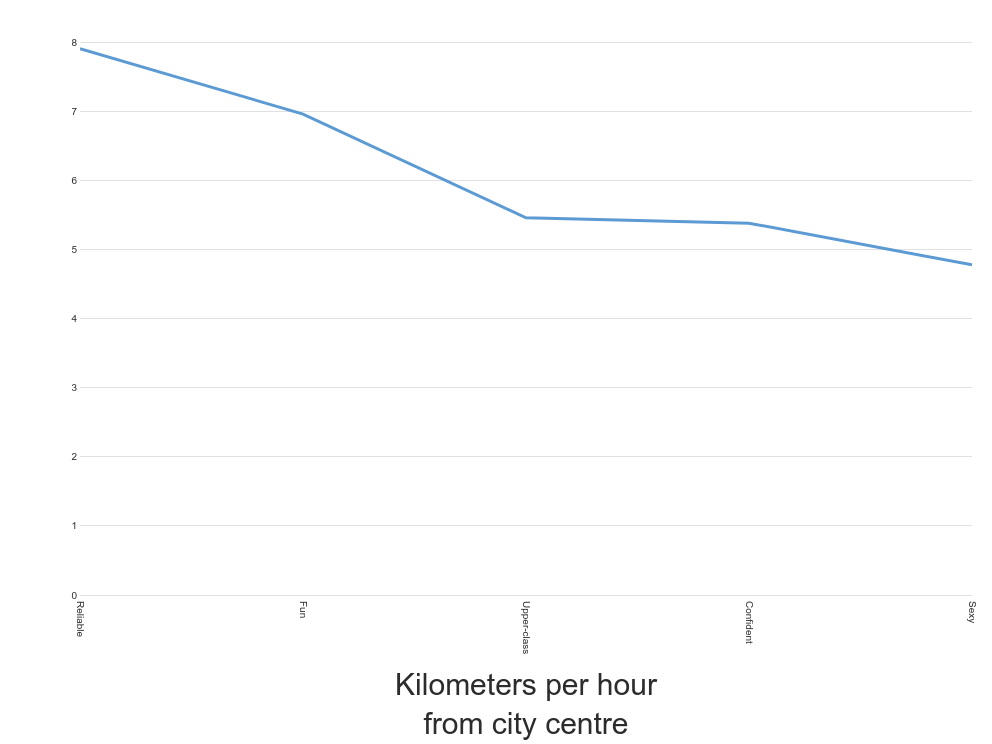 8
7
6
5
4
3
2
1
0
Reliable
Fun
Upper-class
Confident
Sexy
Kilometers per hour
from city centre